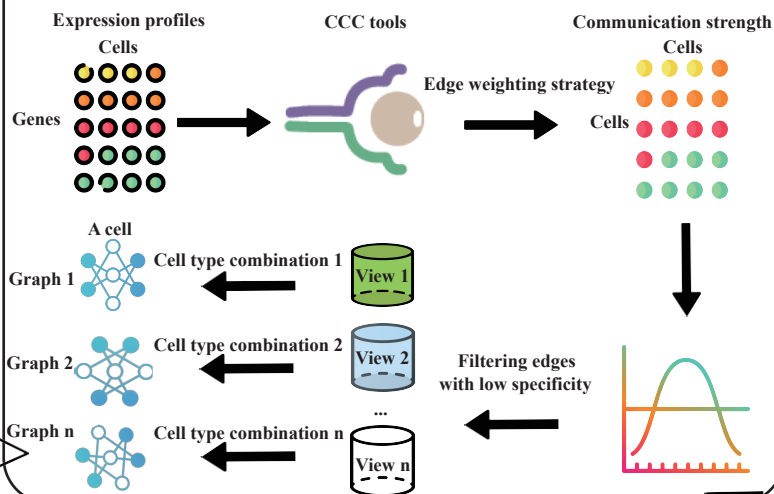 Expression profiles
Cells
Genes
CCC tools
Edge weighting strategy
Communication strength
Cells
Cells
A cell
Graph 1
Cell type combination 1
View 1
Graph 2
Cell type combination 2
View 2
Filtering edges
with low specificity
...
Graph n
Cell type combination n
View n